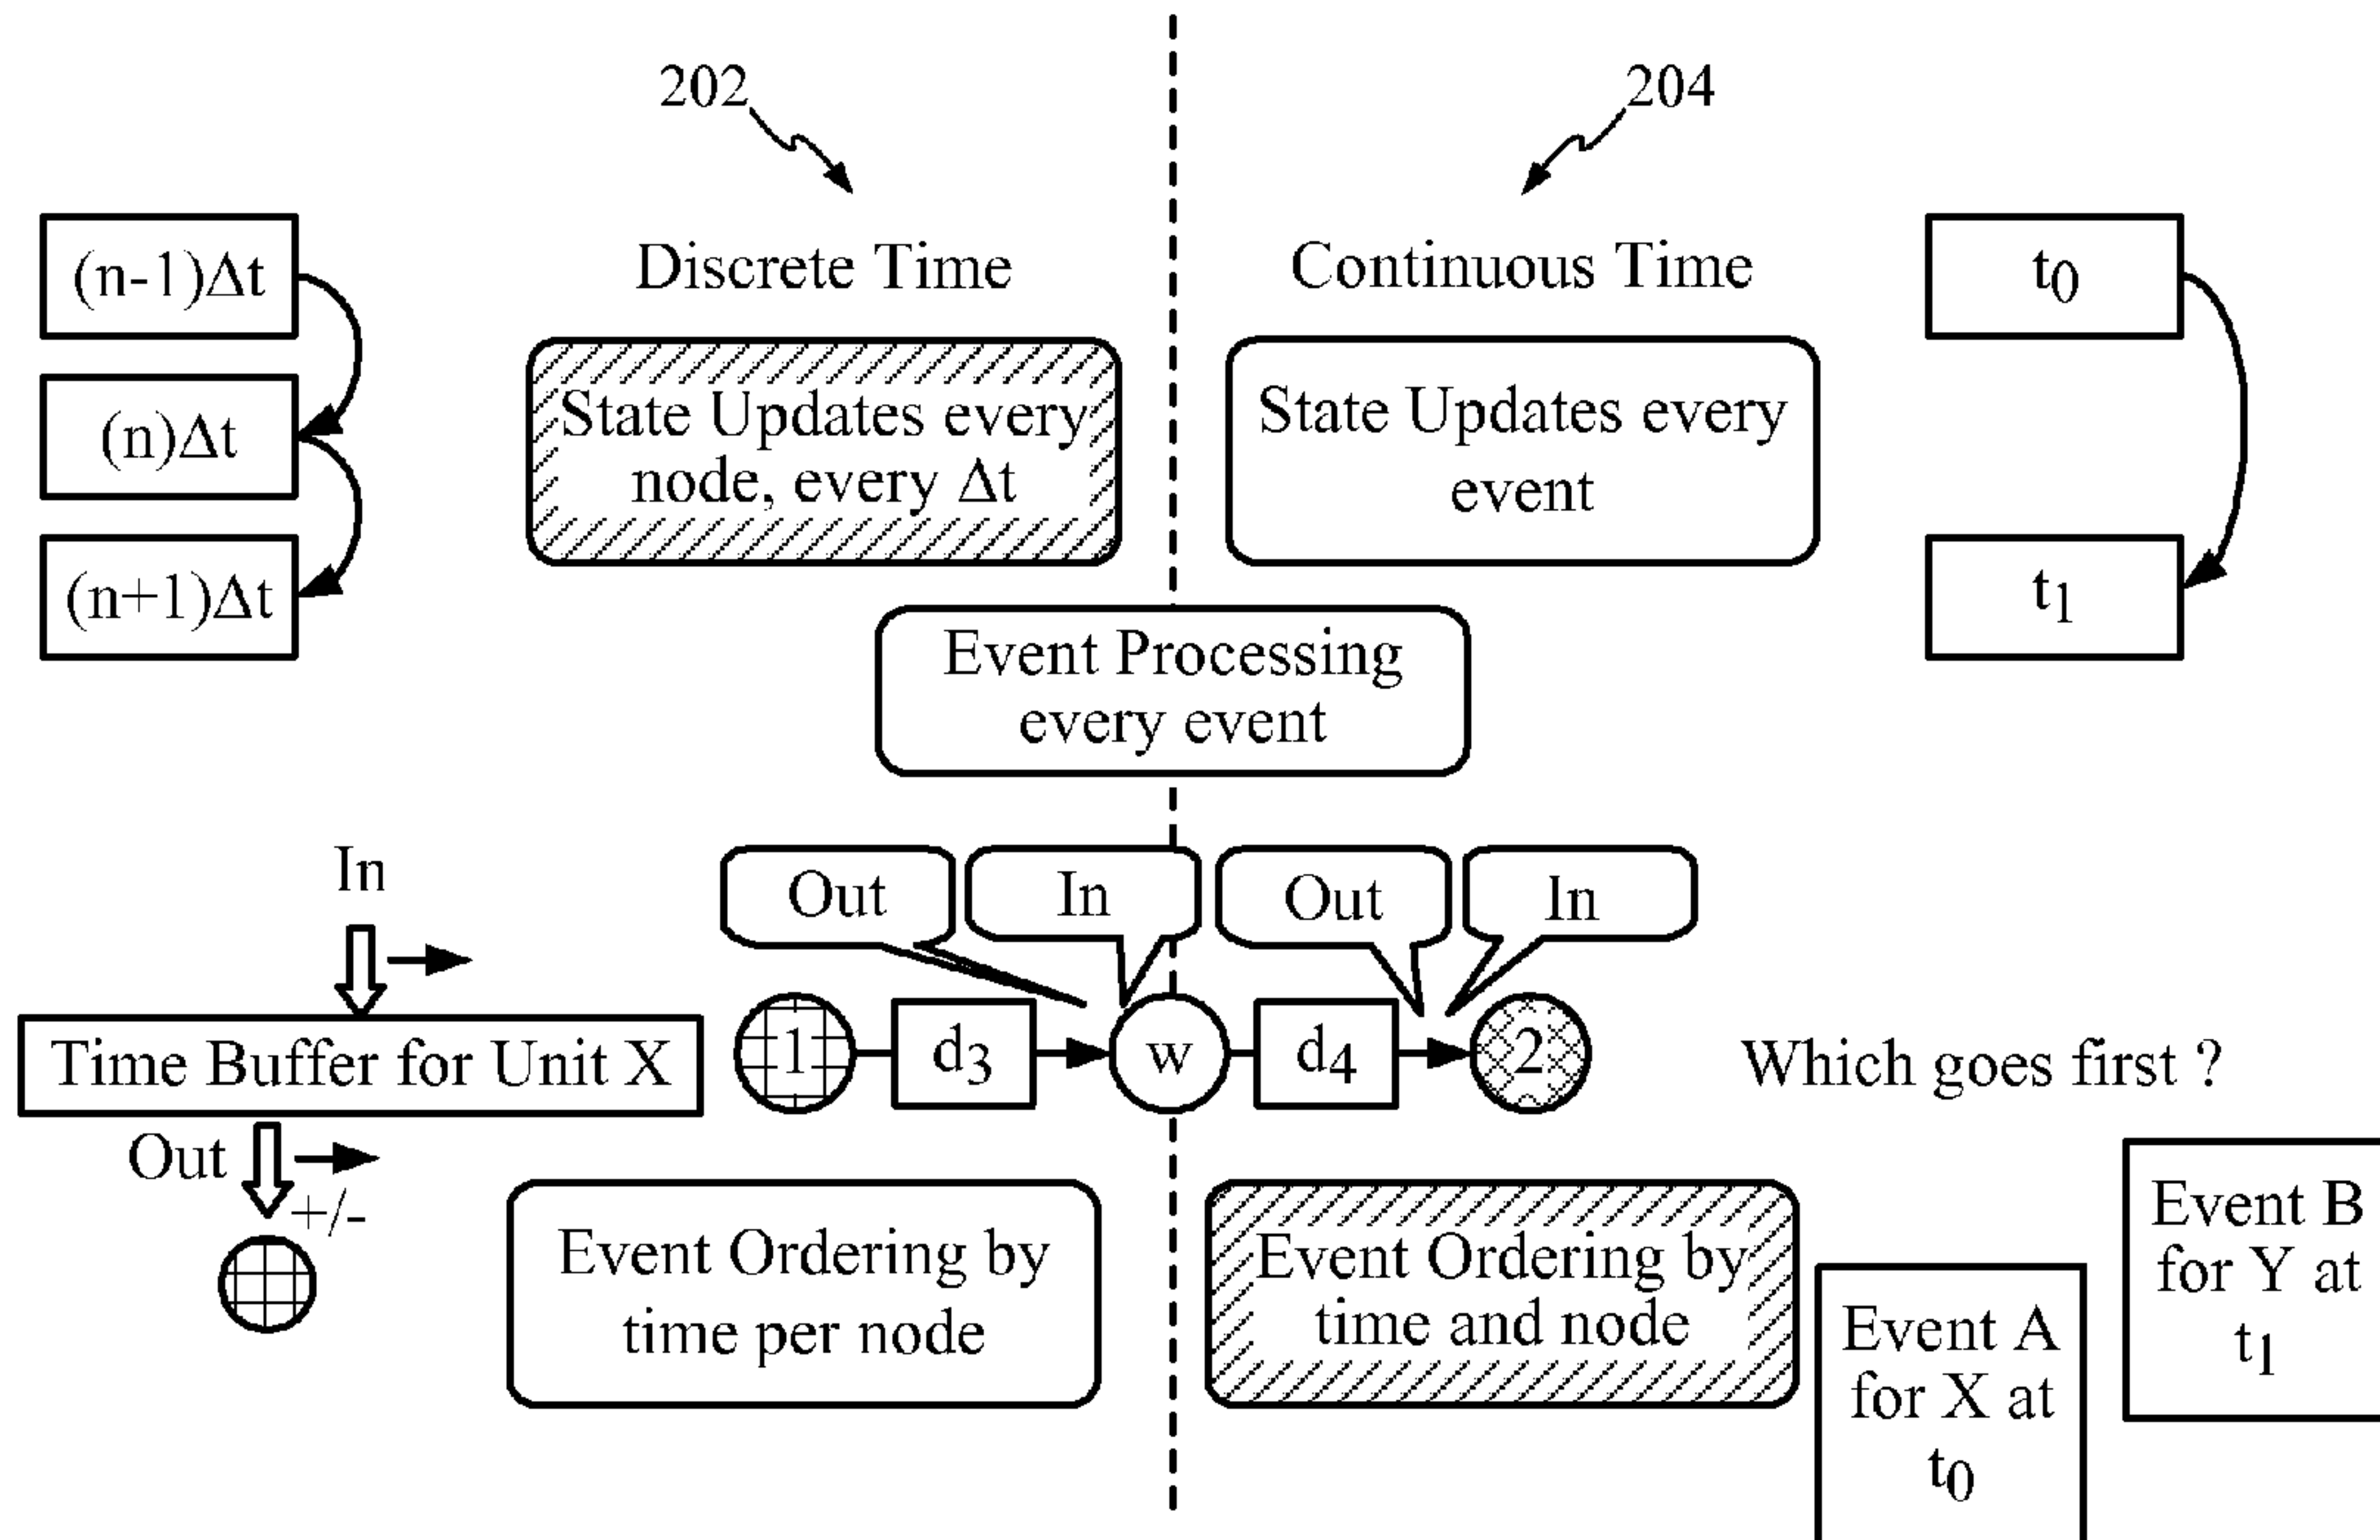 202
204
(n-1)Δt
(n)Δt
(n+1)Δt
Discrete Time
Continuous Time
State Updates every
node, every Δt
State Updates every
event
t0
t1
Event Processing
every event
In
Time Buffer for Unit X
Out
+/-
Out
In
Out
In
1
d3
w
d4
2
Which goes first ?
Event Ordering by
time per node
Event Ordering by
time and node
Event A
for X at
t0
Event B
for Y at
t1